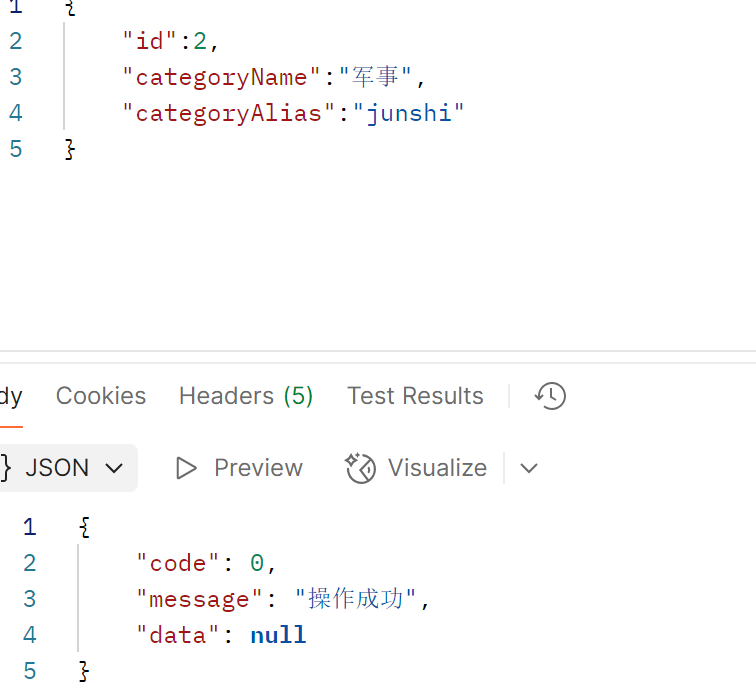 1 {
2 "id":2,
3 "categoryName":"军事",
4 "categoryAlias":"junshi"
5 }
dy Cookies Headers (5) Test Results
} JSON Preview Visualize
1 {
2 "code": 0,
3 "message": "操作成功",
4 "data": null
5 }